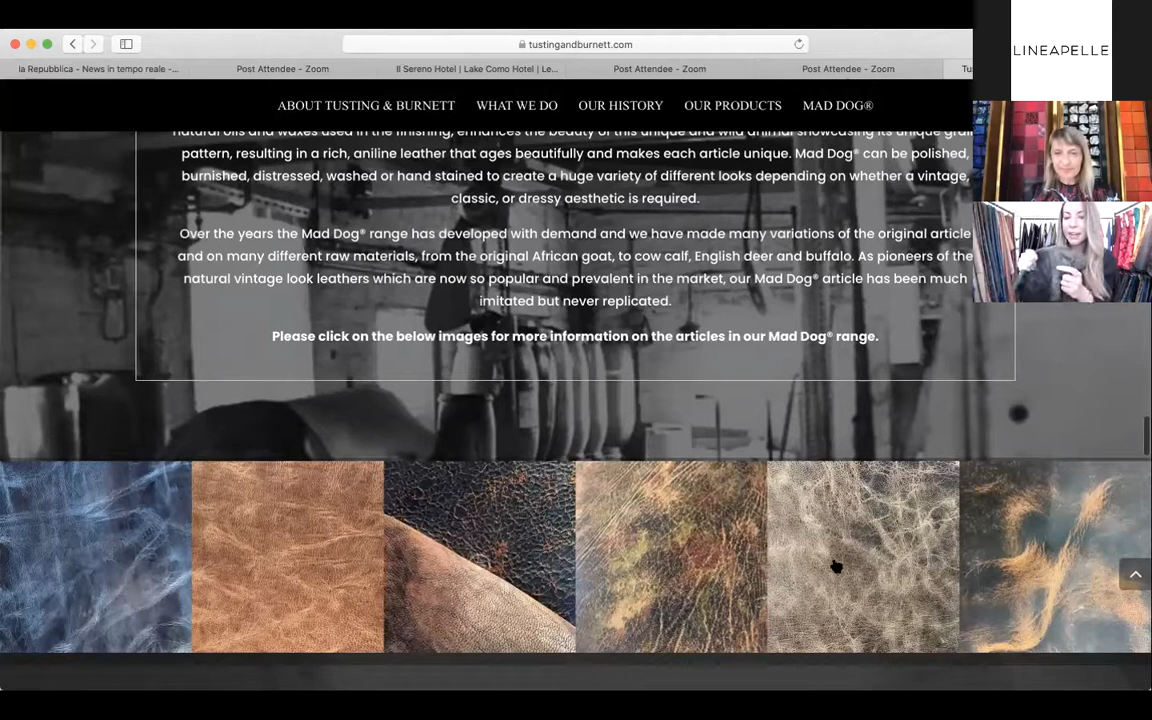 tustingandburnett.com
la Repubblica - News in tempo reale -...
Post Attendee - Zoom
Il Sereno Hotel | Lake Como Hotel | Le...
Post Attendee - Zoom
Post Attendee - Zoom
LINEAPELLE
ABOUT TUSTING & BURNETT
WHAT WE DO
OUR HISTORY
OUR PRODUCTS
MAD DOG®
natural oils and waxes used in the finishing, enhances the beauty of this unique and wild animal showcasing its unique grain
pattern, resulting in a rich, aniline leather that ages beautifully and makes each article unique. Mad Dog® can be polished,
burnished, distressed, washed or hand stained to create a huge variety of different looks depending on whether a vintage,
classic, or dressy aesthetic is required.
Over the years the Mad Dog® range has developed with demand and we have made many variations of the original article
and on many different raw materials, from the original African goat, to cow calf, English deer and buffalo. As pioneers of the
natural vintage look leathers which are now so popular and prevalent in the market, our Mad Dog® article has been much
imitated but never replicated.
Please click on the below images for more information on the articles in our Mad Dog® range.